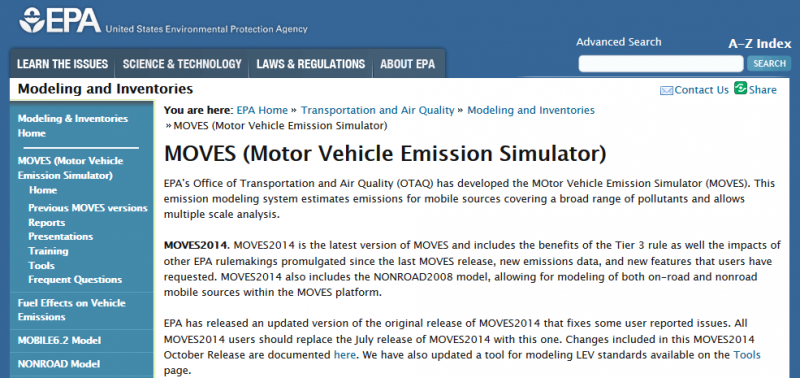 EPA United States Environmental Protection Agency
Advanced Search A-Z Index
LEARN THE ISSUES SCIENCE & TECHNOLOGY LAWS & REGULATIONS ABOUT EPA
SEARCH
Modeling and Inventories
Contact Us Share
Modeling & Inventories
Home
MOVES (Motor Vehicle
Emission Simulator)
Home
Previous MOVES versions
Reports
Presentations
Training
Tools
Frequent Questions
Fuel Effects on Vehicle
Emissions
MOBILE6.2 Model
NONROAD Model
You are here: EPA Home » Transportation and Air Quality » Modeling and Inventories
» MOVES (Motor Vehicle Emission Simulator)
MOVES (Motor Vehicle Emission Simulator)
EPA's Office of Transportation and Air Quality (OTAQ) has developed the MOtor Vehicle Emission Simulator (MOVES). This
emission modeling system estimates emissions for mobile sources covering a broad range of pollutants and allows
multiple scale analysis.
MOVES2014. MOVES2014 is the latest version of MOVES and includes the benefits of the Tier 3 rule as well the impacts of
other EPA rulemakings promulgated since the last MOVES release, new emissions data, and new features that users have
requested. MOVES2014 also includes the NONROAD2008 model, allowing for modeling of both on-road and nonroad
mobile sources within the MOVES platform.
EPA has released an updated version of the original release of MOVES2014 that fixes some user reported issues. All
MOVES2014 users should replace the July release of MOVES2014 with this one. Changes included in this MOVES2014
October Release are documented here. We have also updated a tool for modeling LEV standards available on the Tools
page.